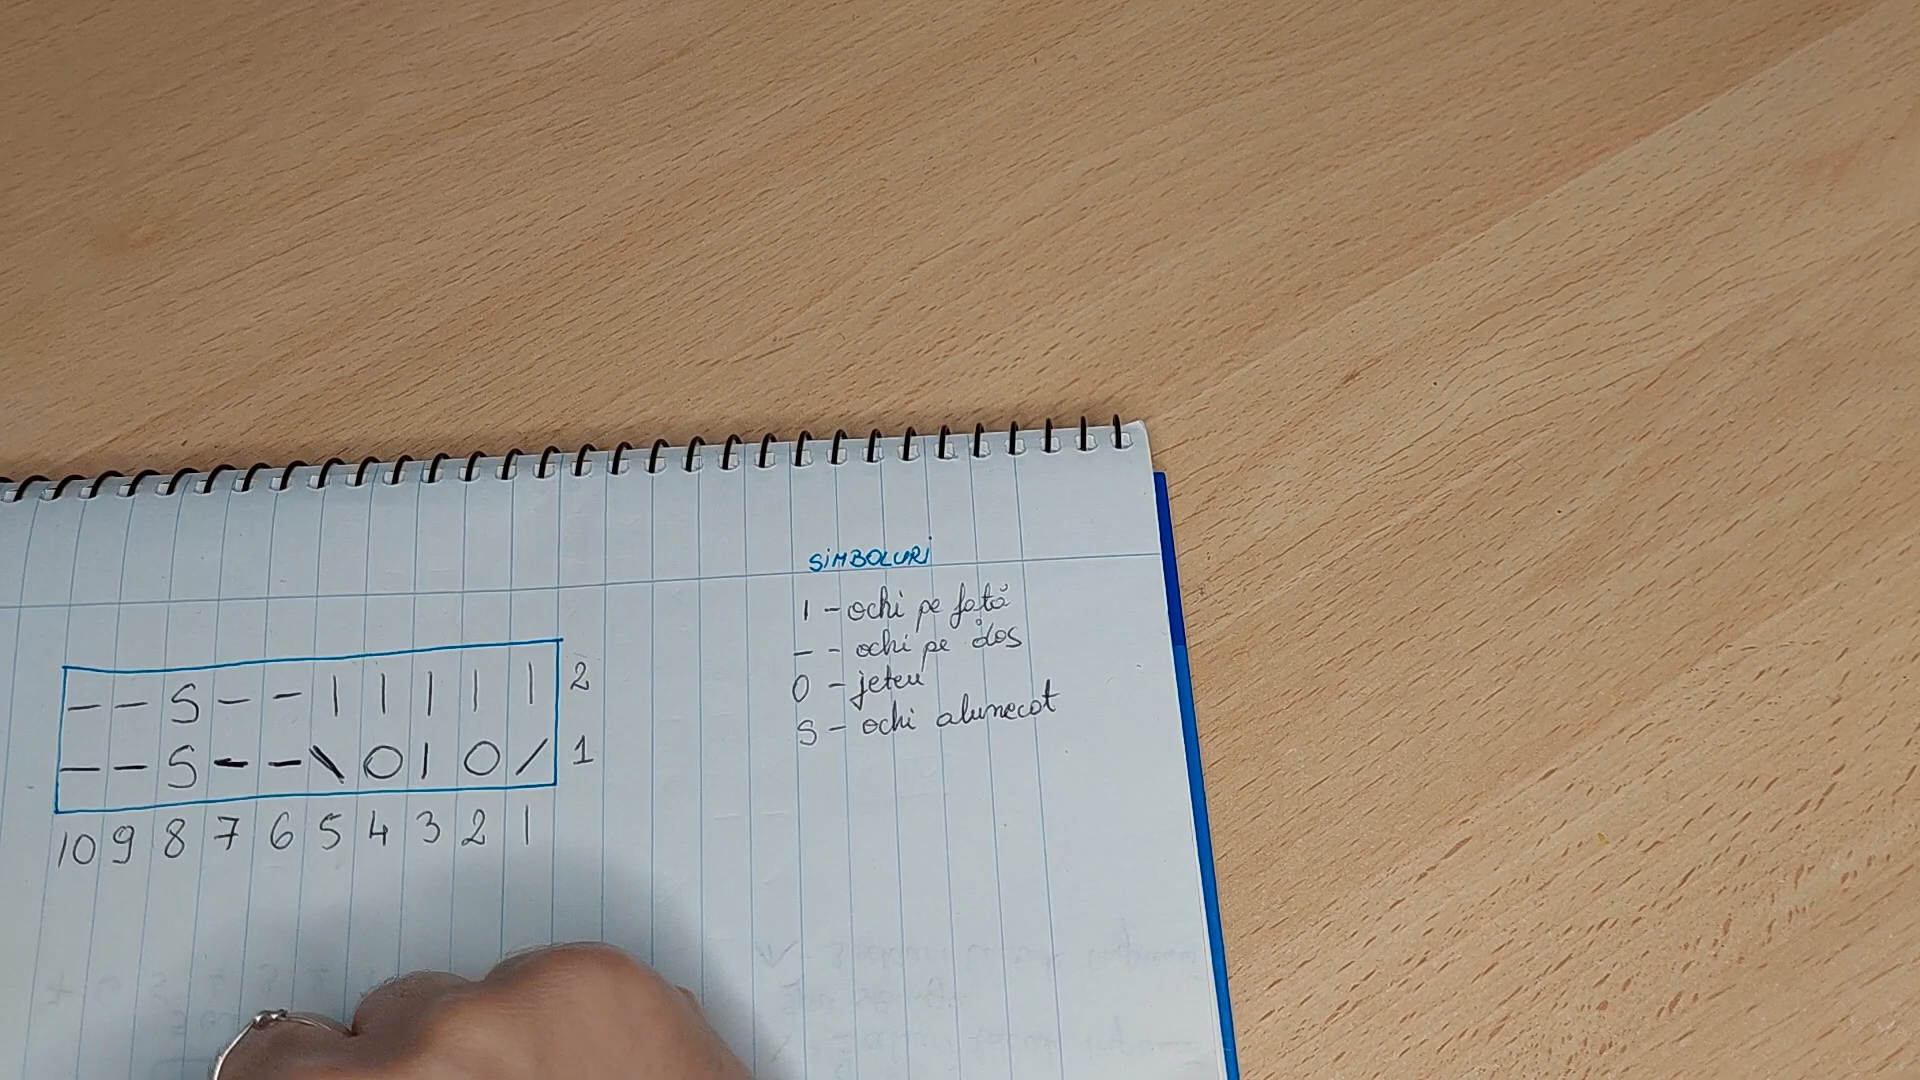 SIMBOLURI
I - ochi pe față
– - ochi pe dos
O - jeteu
S - ochi alunecat
– – S – – | | | | | 2
– – S – – \ O | O / 1
10 9 8 7 6 5 4 3 2 1